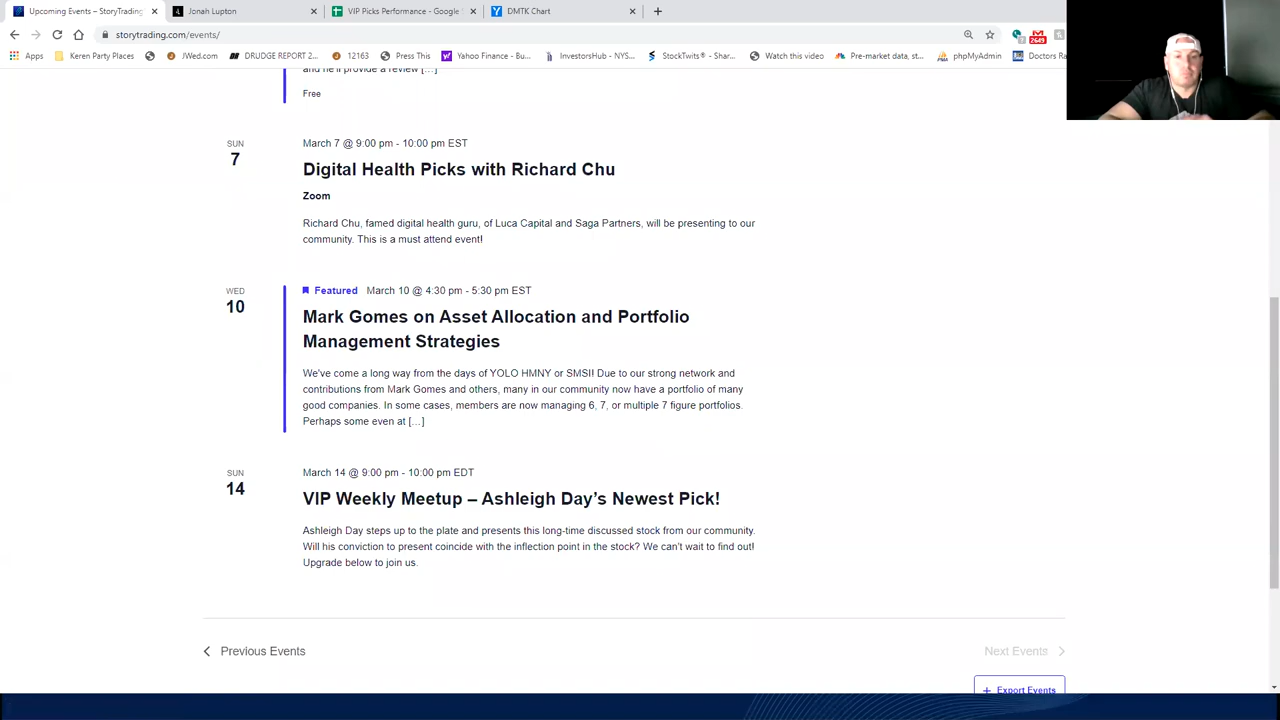 Upcoming Events – StoryTrading
Jonah Lupton
VIP Picks Performance - Google
DMTK Chart
storytrading.com/events/
2649
Apps
Keren Party Places
JWed.com
DRUDGE REPORT 2...
12163
Press This
Yahoo Finance - Bu...
InvestorsHub - NYS...
StockTwits® - Shar...
Watch this video
Pre-market data, st...
phpMyAdmin
Doctors Ra
and he'll provide a review […]
Free
SUN
7
March 7 @ 9:00 pm - 10:00 pm EST
Digital Health Picks with Richard Chu
Zoom
Richard Chu, famed digital health guru, of Luca Capital and Saga Partners, will be presenting to our
community. This is a must attend event!
WED
10
Featured March 10 @ 4:30 pm - 5:30 pm EST
Mark Gomes on Asset Allocation and Portfolio
Management Strategies
We've come a long way from the days of YOLO HMNY or SMSI! Due to our strong network and
contributions from Mark Gomes and others, many in our community now have a portfolio of many
good companies. In some cases, members are now managing 6, 7, or multiple 7 figure portfolios.
Perhaps some even at […]
SUN
14
March 14 @ 9:00 pm - 10:00 pm EDT
VIP Weekly Meetup – Ashleigh Day's Newest Pick!
Ashleigh Day steps up to the plate and presents this long-time discussed stock from our community.
Will his conviction to present coincide with the inflection point in the stock? We can't wait to find out!
Upgrade below to join us.
Previous Events
Next Events
+ Export Events